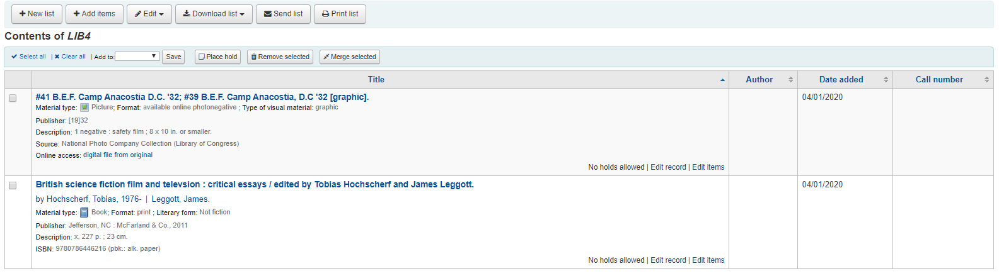 New list Add items Edit Download list Send list Print list
Contents of LIB4
Select all | Clear all | Add to: Save Place hold Remove selected Merge selected
Title Author Date added Call number
#41 B.E.F. Camp Anacostia D.C. '32; #39 B.E.F. Camp Anacostia, D.C '32 [graphic]. 04/01/2020
Material type: Picture; Format: available online photonegative ; Type of visual material: graphic
Publisher: [19]32
Description: 1 negative : safety film ; 8 x 10 in. or smaller.
Source: National Photo Company Collection (Library of Congress)
Online access: digital file from original
No holds allowed | Edit record | Edit items
British science fiction film and televsion : critical essays / edited by Tobias Hochscherf and James Leggott. 04/01/2020
by Hochscherf, Tobias, 1976- | Leggott, James.
Material type: Book; Format: print ; Literary form: Not fiction
Publisher: Jefferson, NC : McFarland & Co., 2011
Description: x, 227 p. ; 23 cm.
ISBN: 9780786446216 (pbk.: alk. paper)
No holds allowed | Edit record | Edit items